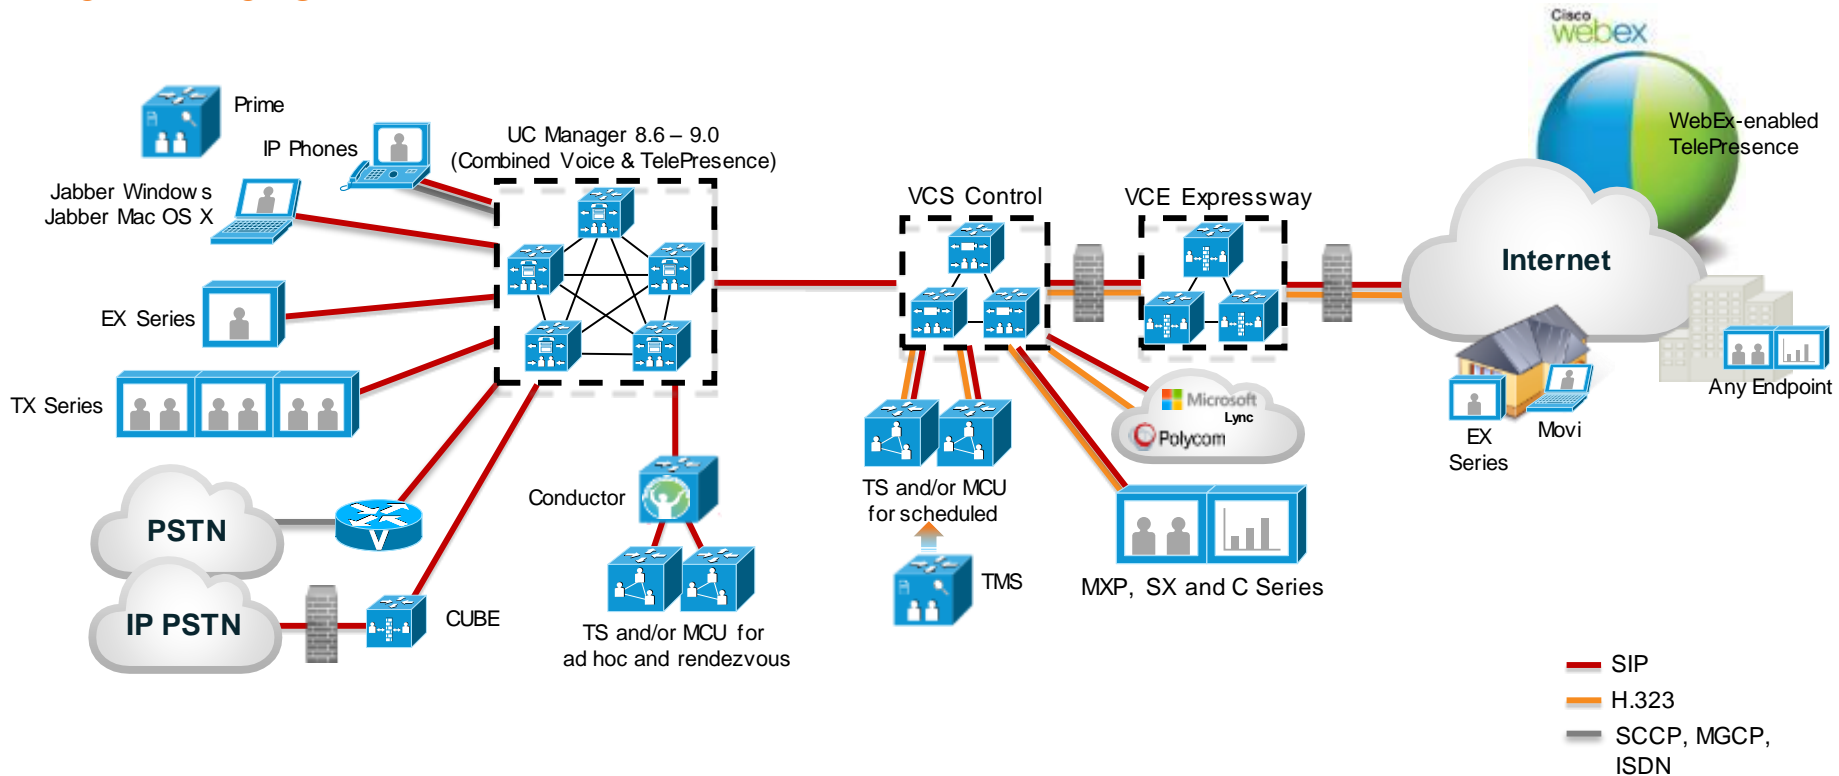 Cisco
webex
WebEx-enabled
TelePresence
Prime
IP Phones
UC Manager 8.6 – 9.0
(Combined Voice & TelePresence)
Jabber Windows
Jabber Mac OS X
VCS Control
VCE Expressway
Internet
EX Series
TX Series
Any Endpoint
Microsoft
Lync
Polycom
EX
Series
Movi
Conductor
TS and/or MCU
for scheduled
PSTN
V
TMS
MXP, SX and C Series
IP PSTN
CUBE
TS and/or MCU for
ad hoc and rendezvous
SIP
H.323
SCCP, MGCP,
ISDN